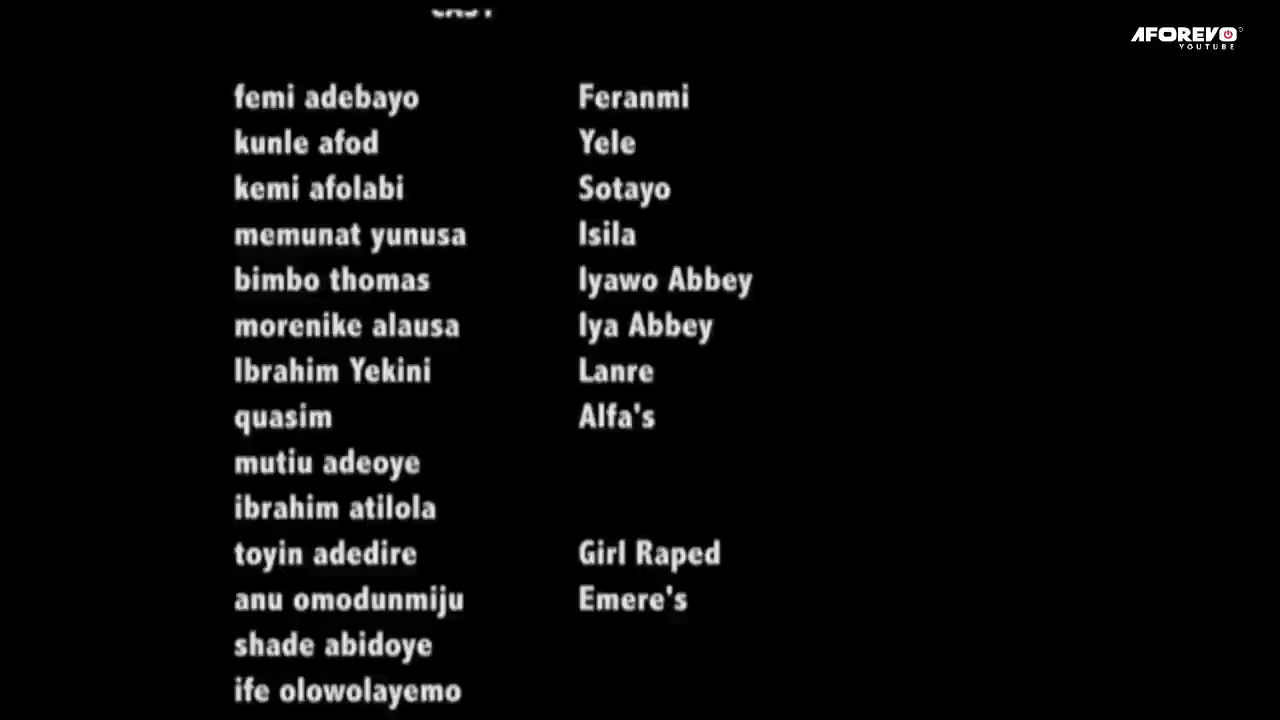 CAST
AFOREVO
YOUTUBE
femi adebayo Feranmi
kunle afod Yele
kemi afolabi Sotayo
memunat yunusa Isila
bimbo thomas Iyawo Abbey
morenike alausa Iya Abbey
Ibrahim Yekini Lanre
quasim Alfa's
mutiu adeoye
ibrahim atilola
toyin adedire Girl Raped
anu omodunmiju Emere's
shade abidoye
ife olowolayemo